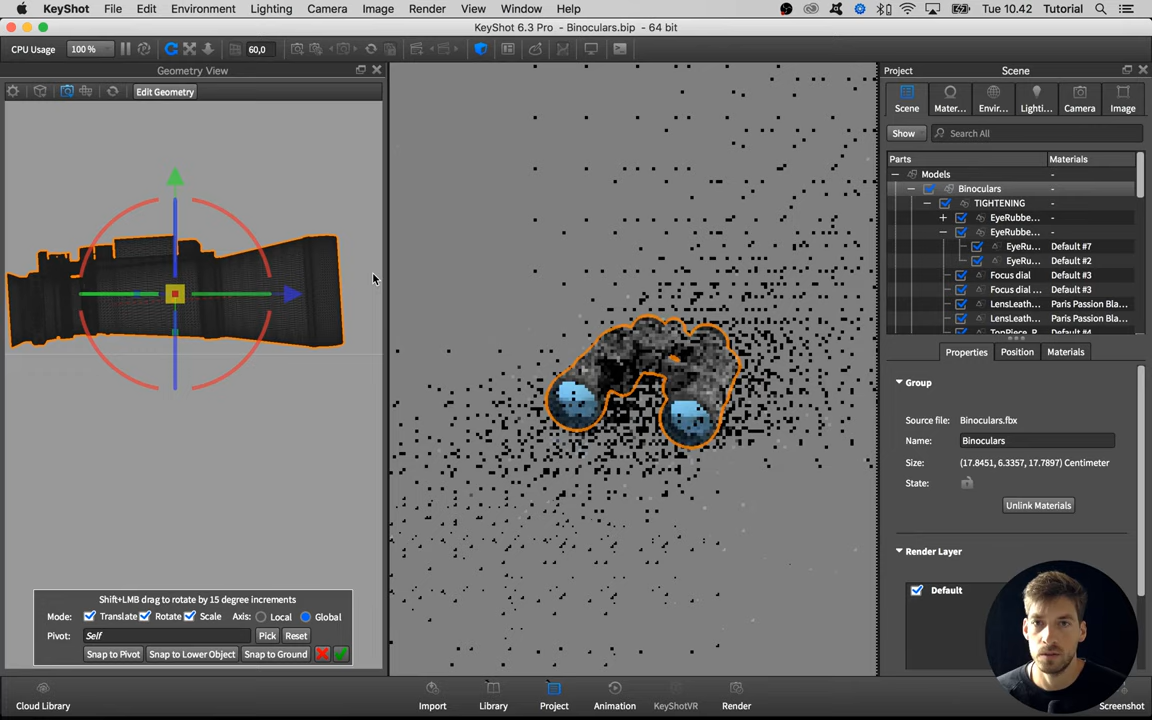 KeyShot File Edit Environment Lighting Camera Image Render View Window Help Tue 10.42 Tutorial
KeyShot 6.3 Pro - Binoculars.bip - 64 bit
CPU Usage 100 % 60,0
Geometry View
Project Scene
Edit Geometry
Scene Mater... Envir... Lighti... Camera Image
Show Search All
Parts Materials
Models -
Binoculars -
TIGHTENING -
EyeRubbe... -
EyeRubbe... -
EyeRu... Default #7
EyeRu... Default #2
Focus dial Default #3
Focus dial ... Default #3
LensLeath... Paris Passion Bla...
LensLeath... Paris Passion Bla...
TopPiece_R Default #4
Properties Position Materials
Group
Source file: Binoculars.fbx
Name: Binoculars
Size: (17.8451, 6.3357, 17.7897) Centimeter
State:
Unlink Materials
Render Layer
Default
Shift+LMB drag to rotate by 15 degree increments
Mode: Translate Rotate Scale Axis: Local Global
Pivot: Self Pick Reset
Snap to Pivot Snap to Lower Object Snap to Ground
Cloud Library Import Library Project Animation KeyShotVR Render Screenshot